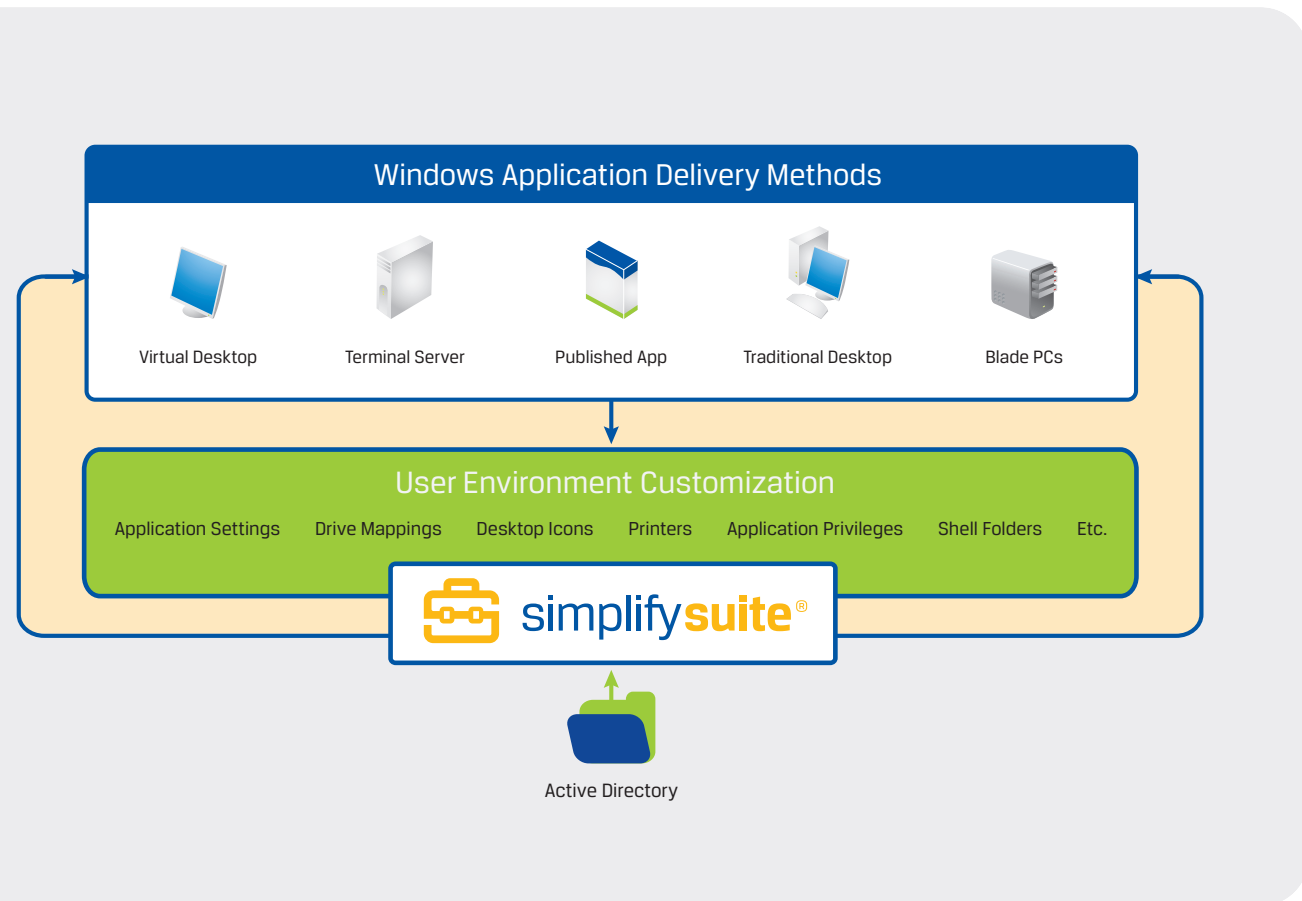 Windows Application Delivery Methods
Virtual Desktop Terminal Server Published App Traditional Desktop Blade PCs
User Environment Customization
Application Settings Drive Mappings Desktop Icons Printers Application Privileges Shell Folders Etc.
simplifysuite®
Active Directory